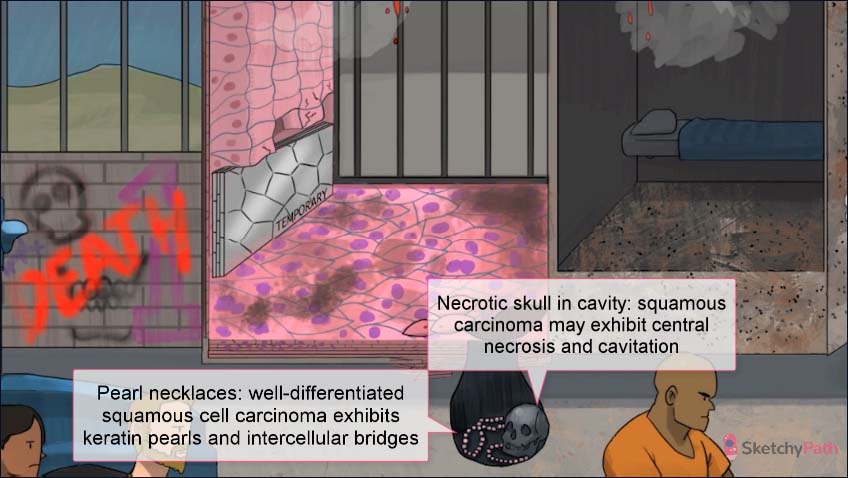 TEMPORARY
DEATH
Necrotic skull in cavity: squamous
carcinoma may exhibit central
necrosis and cavitation
Pearl necklaces: well-differentiated
squamous cell carcinoma exhibits
keratin pearls and intercellular bridges
SketchyPath